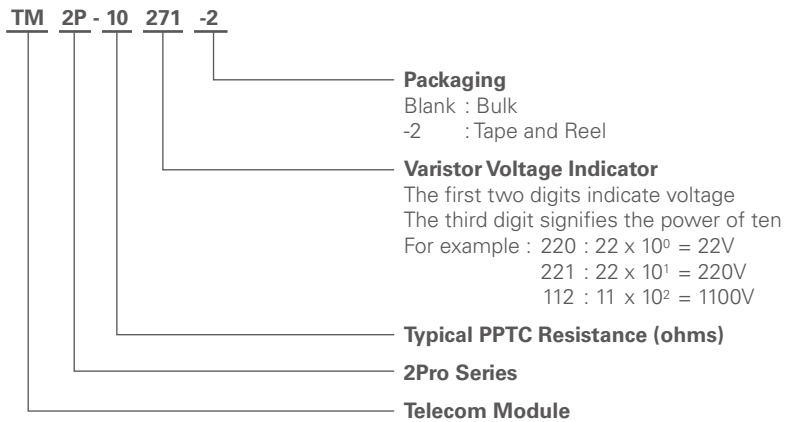 TM 2P - 10 271 -2
Packaging
Blank : Bulk
-2 : Tape and Reel
Varistor Voltage Indicator
The first two digits indicate voltage
The third digit signifies the power of ten
For example : 220 : 22 x 10⁰ = 22V
221 : 22 x 10¹ = 220V
112 : 11 x 10² = 1100V
Typical PPTC Resistance (ohms)
2Pro Series
Telecom Module